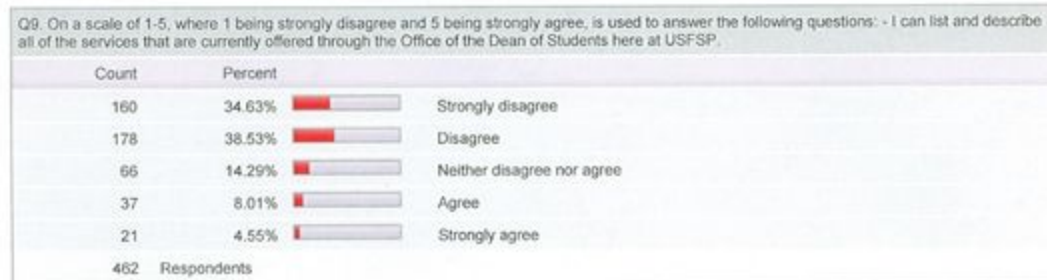 Q9. On a scale of 1-5, where 1 being strongly disagree and 5 being strongly agree, is used to answer the following questions: - I can list and describe
all of the services that are currently offered through the Office of the Dean of Students here at USFSP.
Count Percent
160 34.63% Strongly disagree
178 38.53% Disagree
66 14.29% Neither disagree nor agree
37 8.01% Agree
21 4.55% Strongly agree
462 Respondents